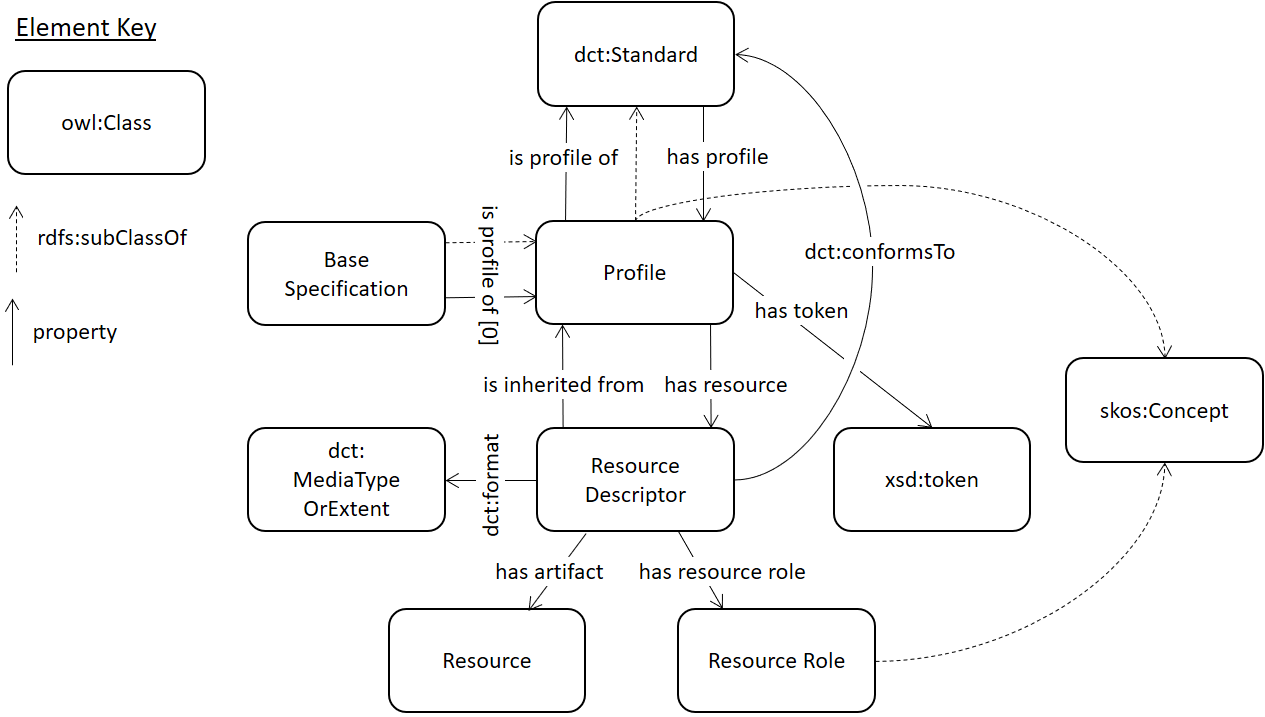 Element Key
owl:Class
rdfs:subClassOf
property
dct:Standard
is profile of
has profile
is profile of [0]
Base
Specification
Profile
dct:conformsTo
has token
is inherited from
has resource
skos:Concept
dct:
MediaType
OrExtent
dct:format
Resource
Descriptor
xsd:token
has artifact
has resource role
Resource
Resource Role